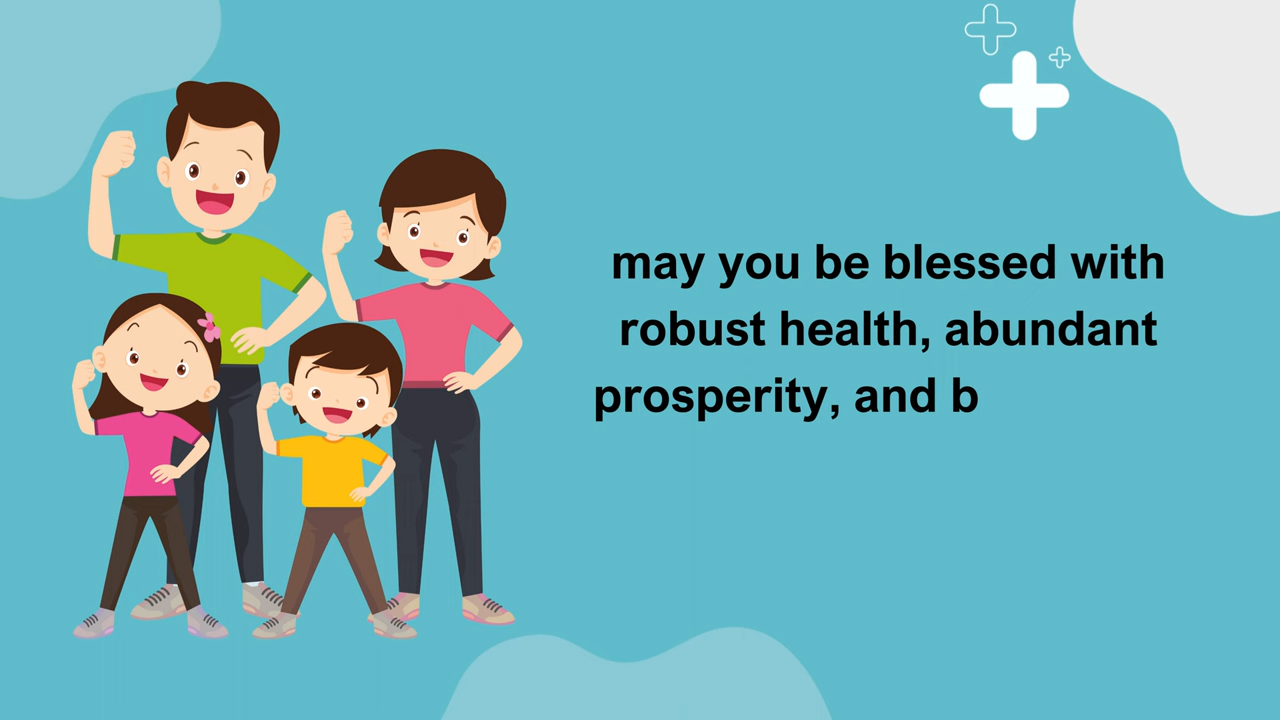 may you be blessed with
robust health, abundant
prosperity, and b